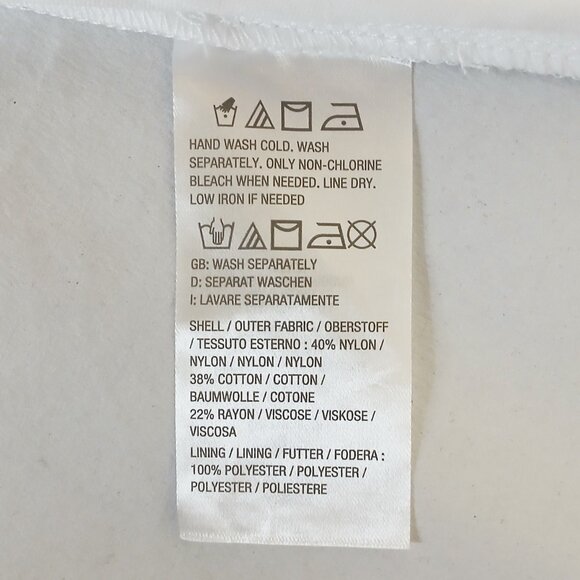 HAND WASH COLD. WASH
SEPARATELY. ONLY NON-CHLORINE
BLEACH WHEN NEEDED. LINE DRY.
LOW IRON IF NEEDED
GB: WASH SEPARATELY
D: SEPARAT WASCHEN
I: LAVARE SEPARATAMENTE
SHELL / OUTER FABRIC / OBERSTOFF
/ TESSUTO ESTERNO : 40% NYLON /
NYLON / NYLON / NYLON
38% COTTON / COTTON /
BAUMWOLLE / COTONE
22% RAYON / VISCOSE / VISKOSE /
VISCOSA
LINING / LINING / FUTTER / FODERA :
100% POLYESTER / POLYESTER /
POLYESTER / POLIESTERE